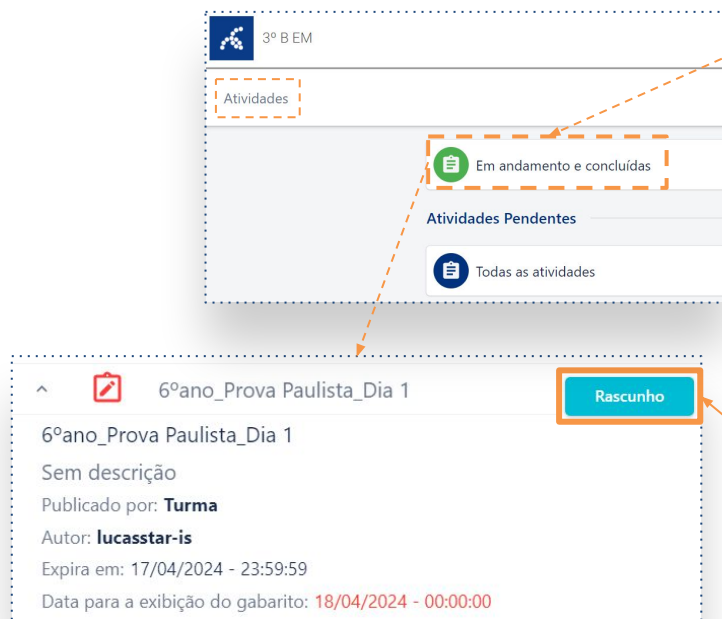 3º B EM
Atividades
Em andamento e concluídas
Atividades Pendentes
Todas as atividades
6ºano_Prova Paulista_Dia 1
Rascunho
6ºano_Prova Paulista_Dia 1
Sem descrição
Publicado por: Turma
Autor: lucasstar-is
Expira em: 17/04/2024 - 23:59:59
Data para a exibição do gabarito: 18/04/2024 - 00:00:00